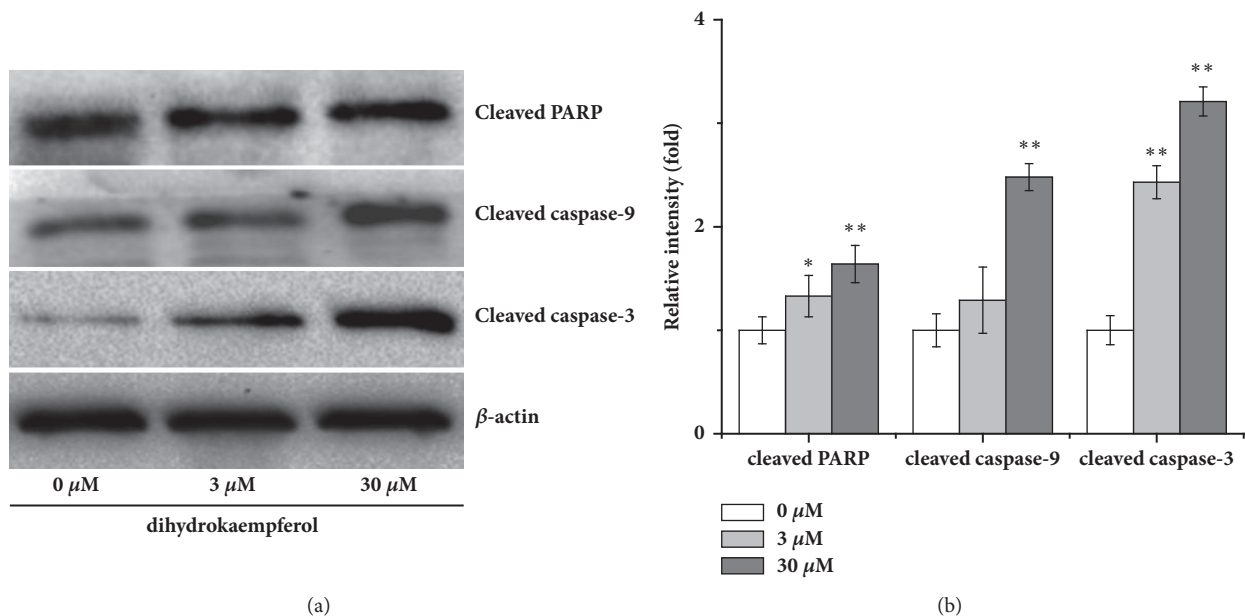 Cleaved PARP
Cleaved caspase-9
Cleaved caspase-3
β-actin
0 μM 3 μM 30 μM
dihydrokaempferol
(a)
4
2
0
Relative intensity (fold)
* ** ** ** **
cleaved PARP cleaved caspase-9 cleaved caspase-3
0 μM
3 μM
30 μM
(b)